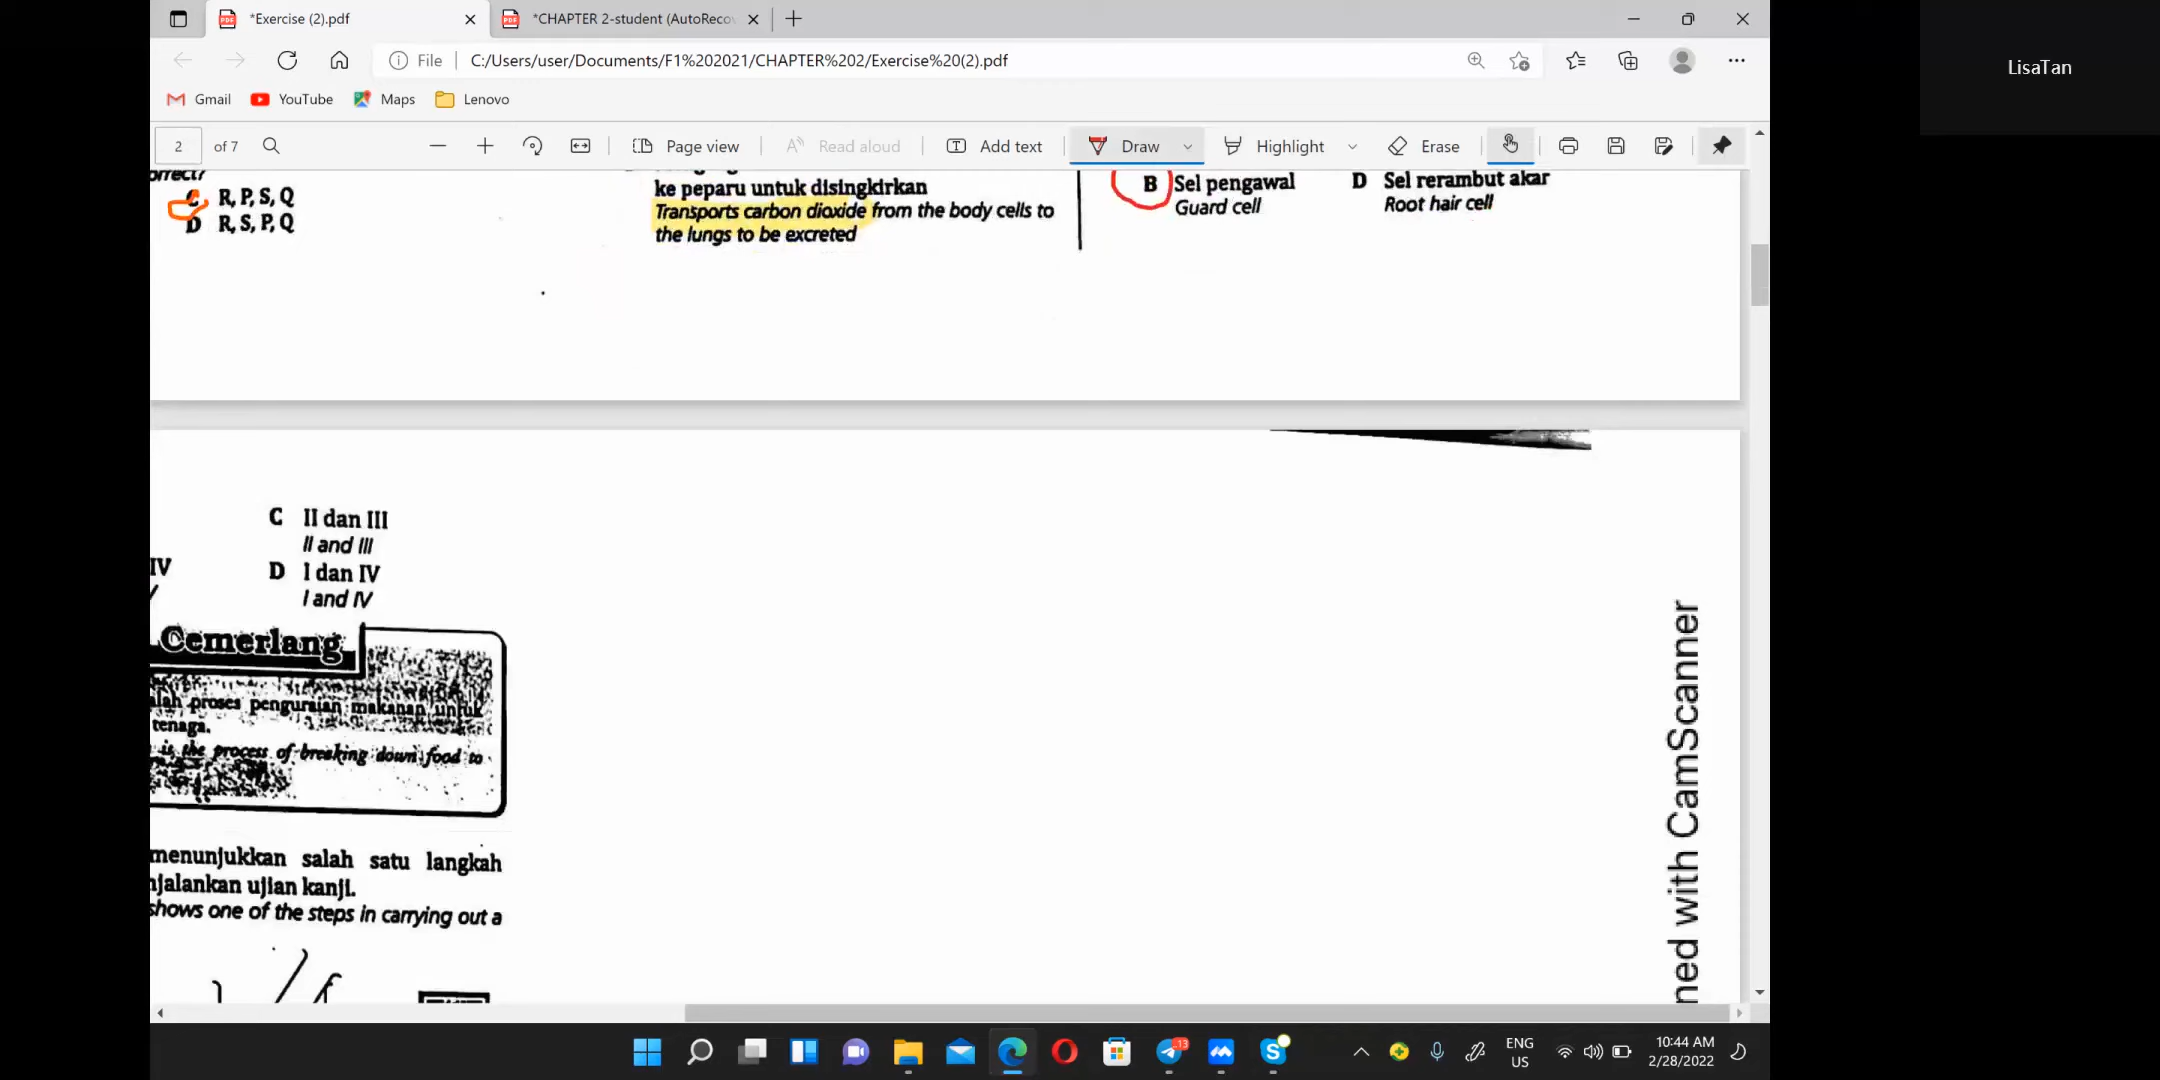 *Exercise (2).pdf
*CHAPTER 2-student (AutoReco
LisaTan
File
C:/Users/user/Documents/F1%202021/CHAPTER%202/Exercise%20(2).pdf
Gmail
YouTube
Maps
Lenovo
2
of 7
Page view
Read aloud
Add text
Draw
Highlight
Erase
orrect?
C R, P, S, Q
D R, S, P, Q
ke peparu untuk disingkirkan
Transports carbon dioxide from the body cells to
the lungs to be excreted
B Sel pengawal
Guard cell
D Sel rerambut akar
Root hair cell
C II dan III
II and III
IV
D I dan IV
I and IV
Cemerlang
alah proses penguraian makanan untuk
tenaga.
is the process of breaking down food to
menunjukkan salah satu langkah
njalankan ujian kanji.
shows one of the steps in carrying out a
ned with CamScanner
13
ENG
US
10:44 AM
2/28/2022